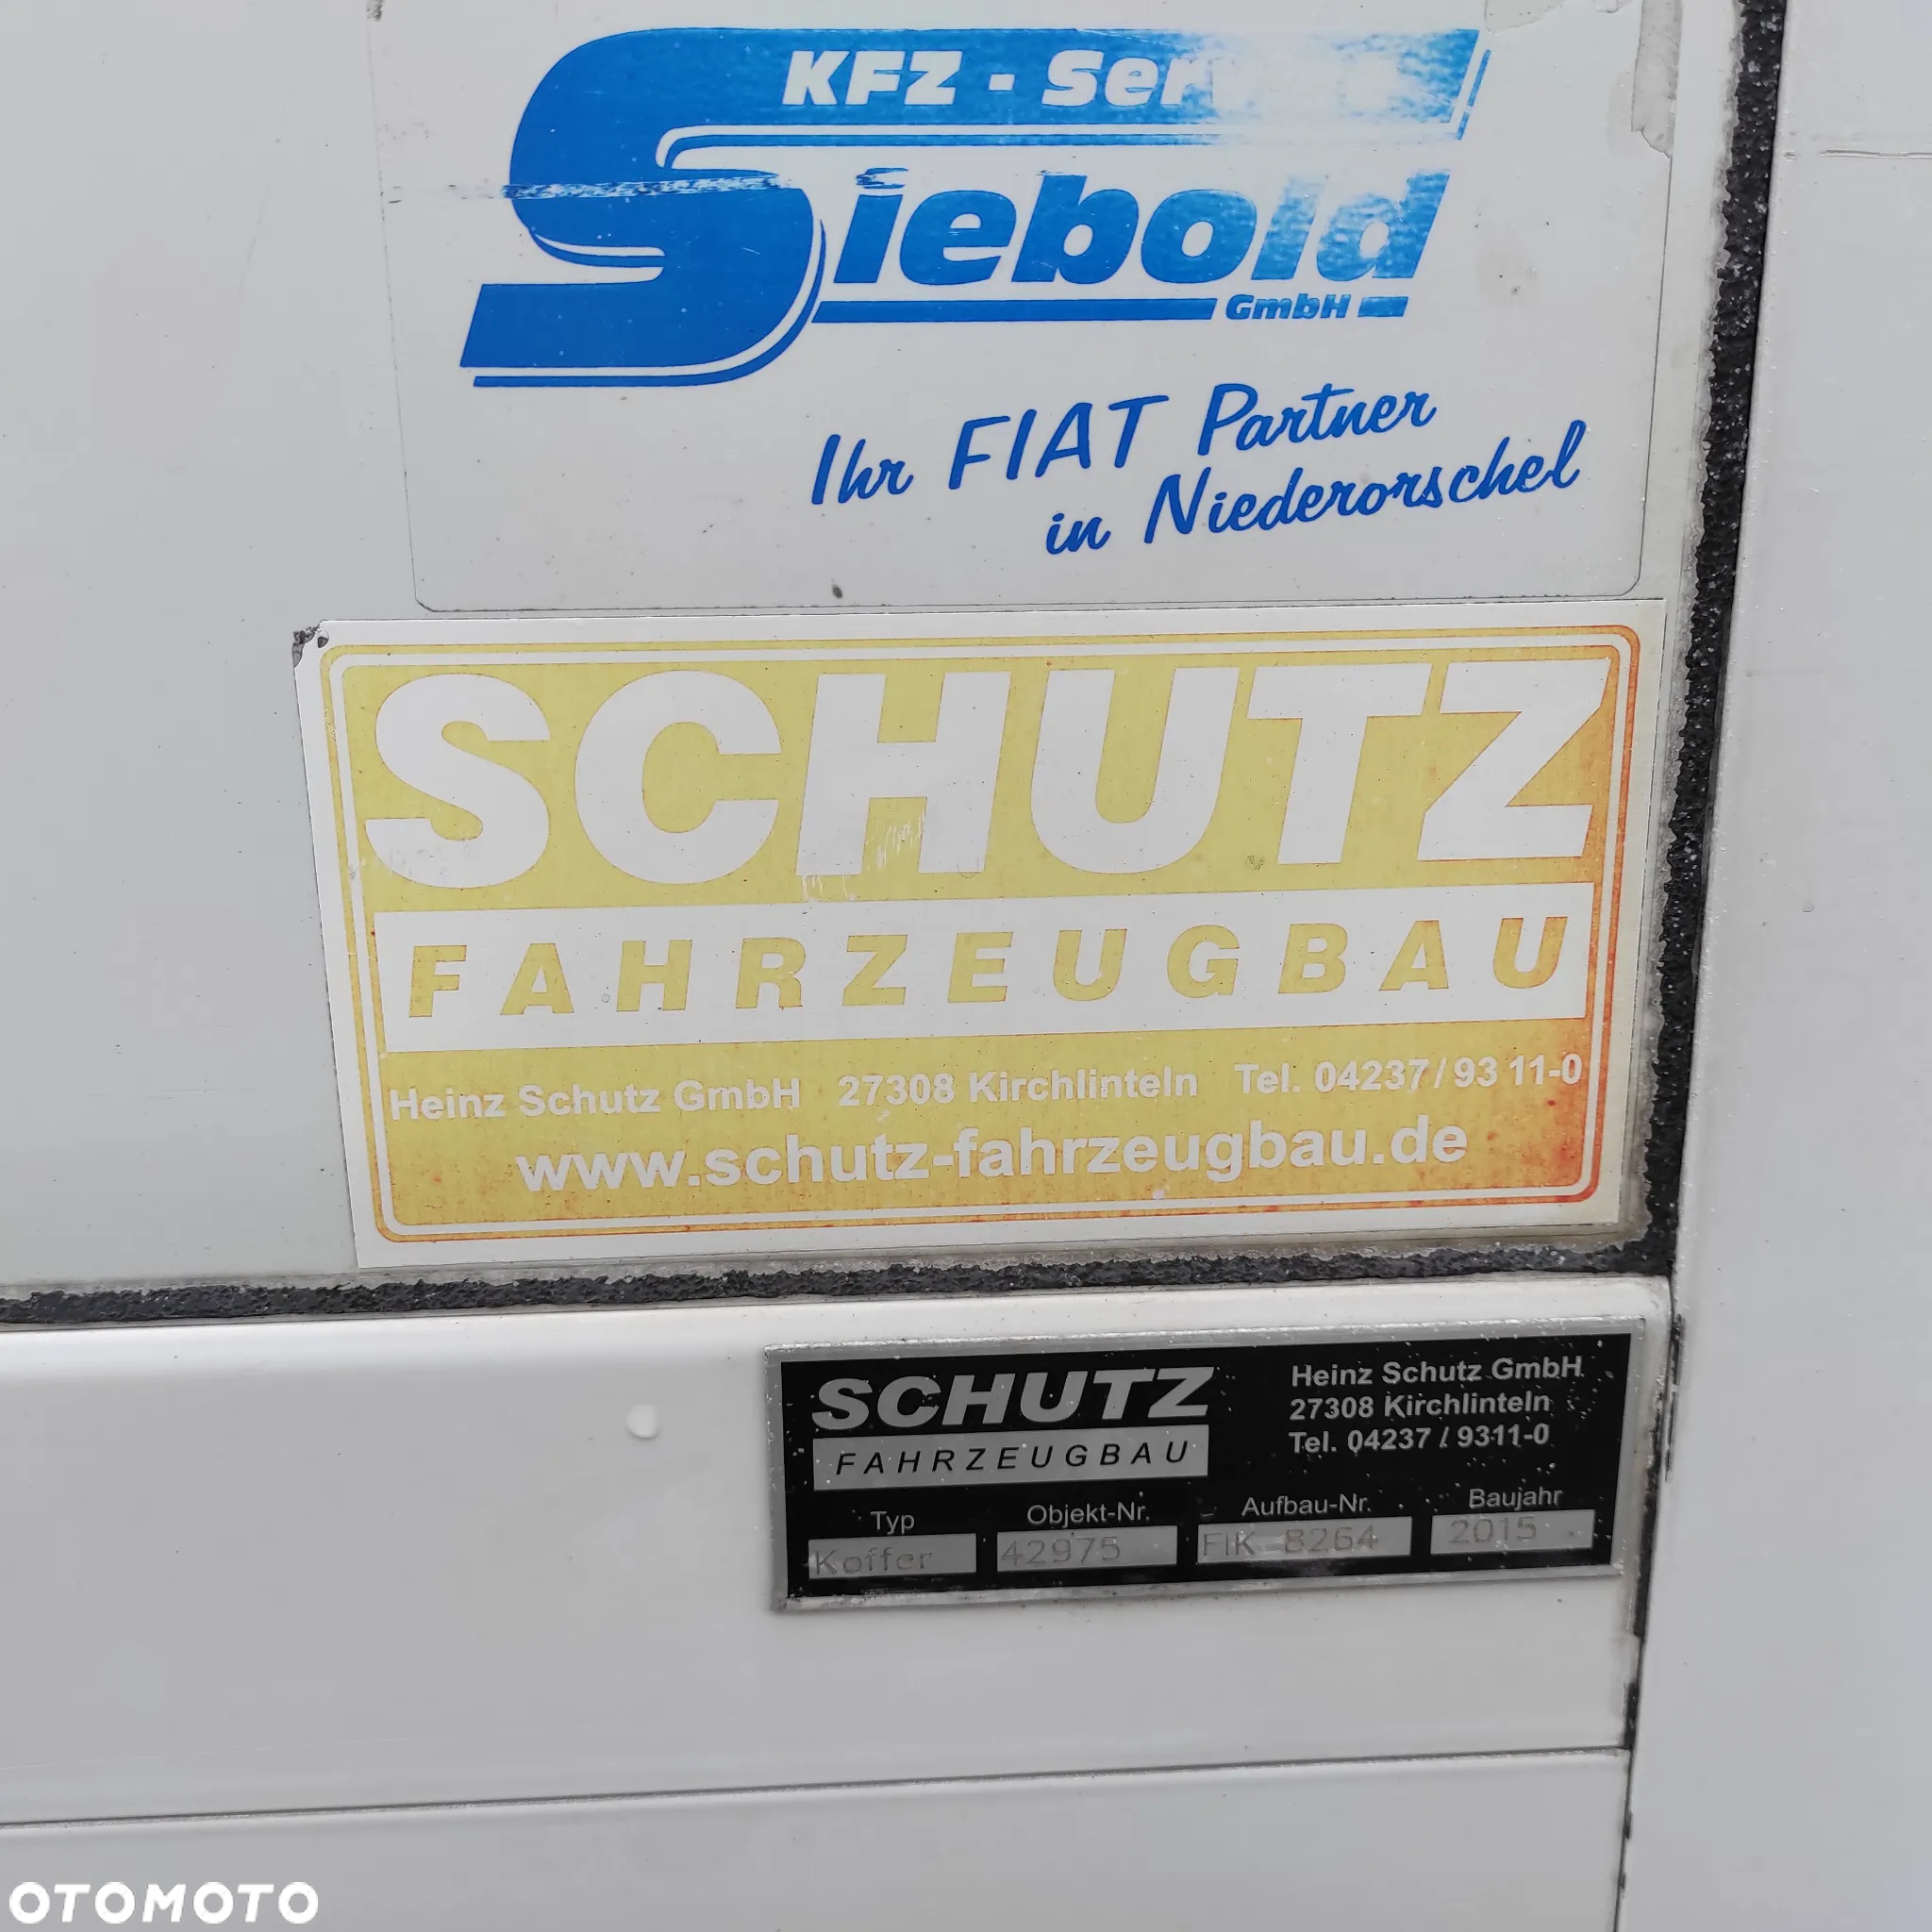 KFZ - Service
Siebold
GmbH
Ihr FIAT Partner
in Niederorschel
SCHUTZ
FAHRZEUGBAU
Heinz Schutz GmbH 27308 Kirchlinteln Tel. 04237/93 11-0
www.schutz-fahrzeugbau.de
SCHUTZ
FAHRZEUGBAU
Heinz Schutz GmbH
27308 Kirchlinteln
Tel. 04237 / 9311-0
Typ Objekt-Nr. Aufbau-Nr. Baujahr
Koffer 42975 FIK 8264 2015
OTOMOTO